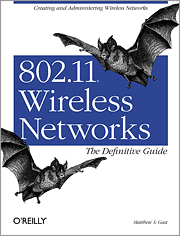 Creating and Administering Wireless Networks
802.11
Wireless
Networks
The Definitive Guide
O'REILLY
Matthew S. Gast